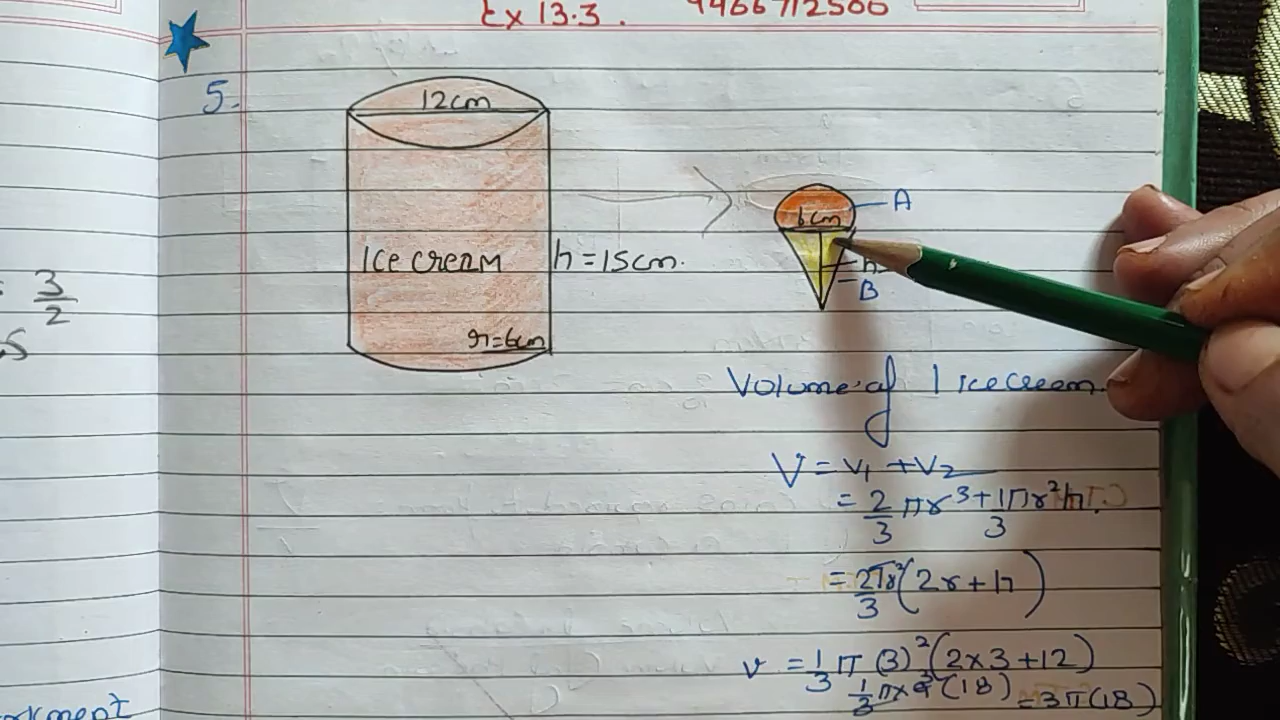 Ex 13.3.
9466712500
5.
12cm
A
6cm
Ice cream
h = 15cm.
h
B
r=6cm
3
2
Volume of 1 icecream.
V = V1 + V2
= 2/3 πr³ + 1/3 πr²h.
= 2πr²/3 (2r + h)
v = 1/3 π (3)² (2×3+12)
1/3 π× 9 (18) = 3π(18)